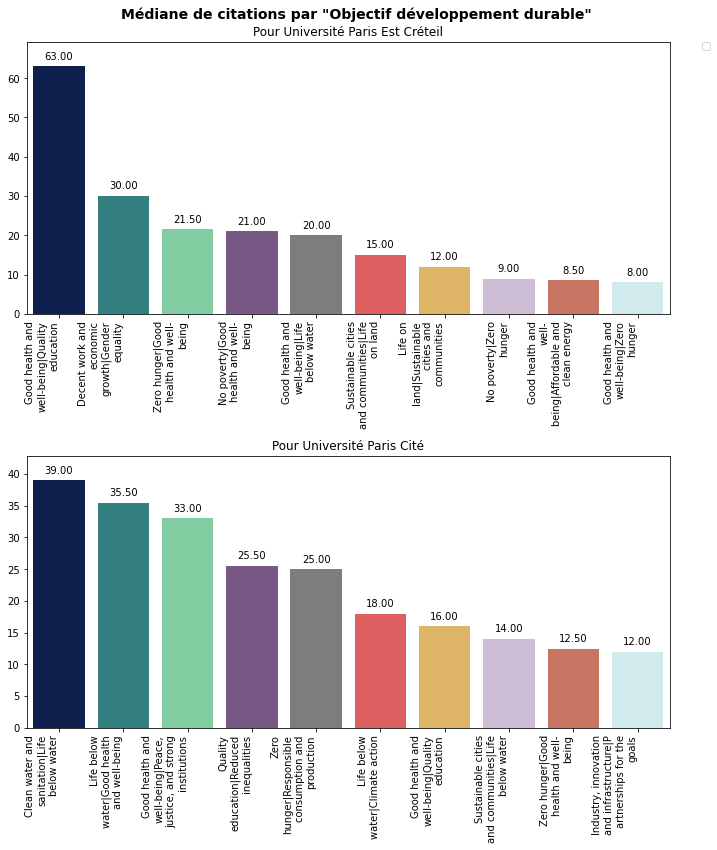 Médiane de citations par "Objectif développement durable"
Pour Université Paris Est Créteil
63.00
30.00
21.50
21.00
20.00
15.00
12.00
9.00
8.50
8.00
60
50
40
30
20
10
0
Good health and
well-being|Quality
education
Decent work and
economic
growth|Gender
equality
Zero hunger|Good
health and well-
being
No poverty|Good
health and well-
being
Good health and
well-being|Life
below water
Sustainable cities
and communities|Life
on land
Life on
land|Sustainable
cities and
communities
No poverty|Zero
hunger
Good health and
well-
being|Affordable and
clean energy
Good health and
well-being|Zero
hunger
Pour Université Paris Cité
39.00
35.50
33.00
25.50
25.00
18.00
16.00
14.00
12.50
12.00
40
35
30
25
20
15
10
5
0
Clean water and
sanitation|Life
below water
Life below
water|Good health
and well-being
Good health and
well-being|Peace,
justice, and strong
institutions
Quality
education|Reduced
inequalities
Zero
hunger|Responsible
consumption and
production
Life below
water|Climate action
Good health and
well-being|Quality
education
Sustainable cities
and communities|Life
below water
Zero hunger|Good
health and well-
being
Industry, innovation
and infrastructure|P
artnerships for the
goals